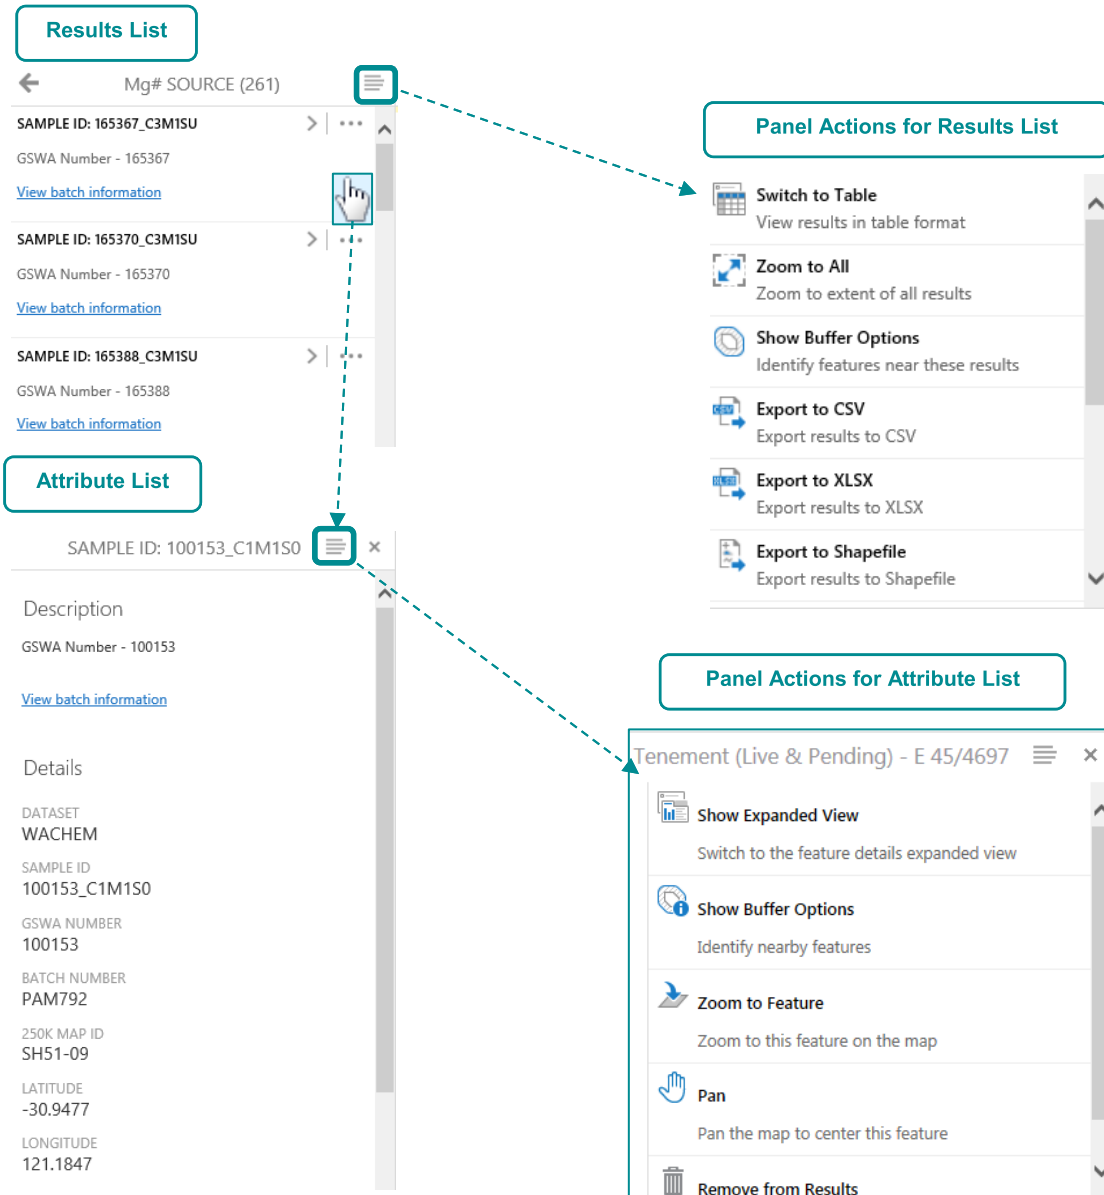 Results List
Mg# SOURCE (261)
SAMPLE ID: 165367_C3M1SU
GSWA Number - 165367
View batch information
SAMPLE ID: 165370_C3M1SU
GSWA Number - 165370
View batch information
SAMPLE ID: 165388_C3M1SU
GSWA Number - 165388
View batch information
Panel Actions for Results List
Switch to Table
View results in table format
Zoom to All
Zoom to extent of all results
Show Buffer Options
Identify features near these results
CSV
Export to CSV
Export results to CSV
XLSX
Export to XLSX
Export results to XLSX
Export to Shapefile
Export results to Shapefile
Attribute List
SAMPLE ID: 100153_C1M1S0
Description
GSWA Number - 100153
View batch information
Details
DATASET
WACHEM
SAMPLE ID
100153_C1M1S0
GSWA NUMBER
100153
BATCH NUMBER
PAM792
250K MAP ID
SH51-09
LATITUDE
-30.9477
LONGITUDE
121.1847
Panel Actions for Attribute List
Tenement (Live & Pending) - E 45/4697
Show Expanded View
Switch to the feature details expanded view
Show Buffer Options
Identify nearby features
Zoom to Feature
Zoom to this feature on the map
Pan
Pan the map to center this feature
Remove from Results